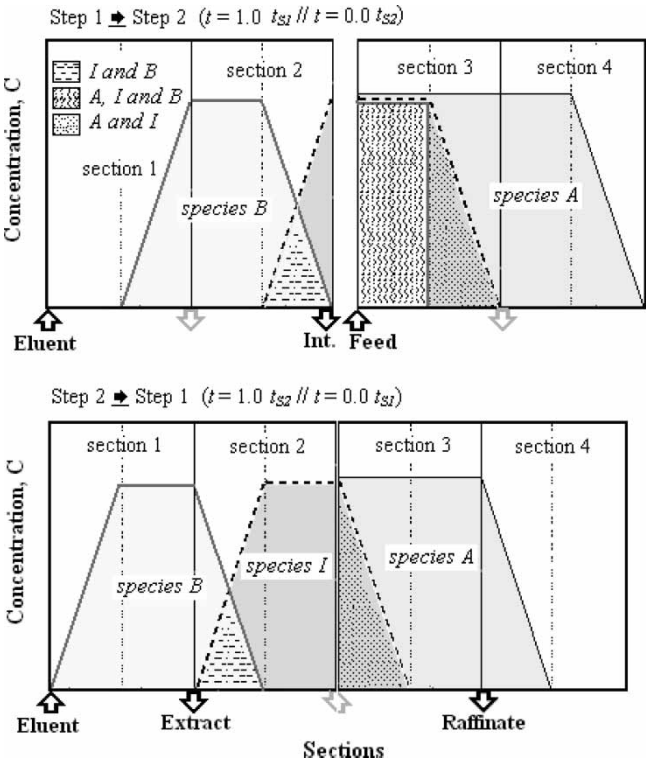 Step 1 ➡ Step 2 (t = 1.0 tS1 // t = 0.0 tS2)
Concentration, C
I and B
A, I and B
A and I
section 1
section 2
section 3
section 4
species B
species A
Eluent
Int.
Feed
Step 2 ➡ Step 1 (t = 1.0 tS2 // t = 0.0 tS1)
Concentration, C
section 1
section 2
section 3
section 4
species B
species I
species A
Eluent
Extract
Raffinate
Sections